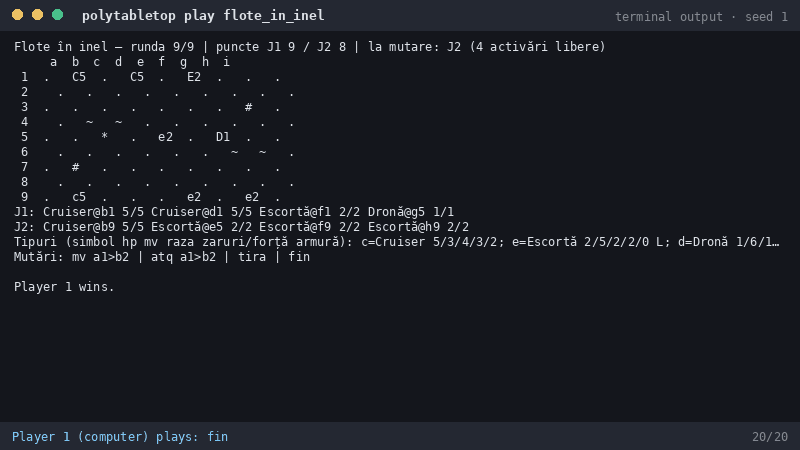 polytabletop play flote_in_inel
terminal output · seed 1
Flote în inel — runda 9/9 | puncte J1 9 / J2 8 | la mutare: J2 (4 activări libere)
a b c d e f g h i
1 . C5 . C5 . E2 . . .
2 . . . . . . . . .
3 . . . . . . . # .
4 . ~ ~ . . . . . .
5 . . * . e2 . D1 . .
6 . . . . . . ~ ~ .
7 . # . . . . . . .
8 . . . . . . . . .
9 . c5 . . . e2 . e2 .
J1: Cruiser@b1 5/5 Cruiser@d1 5/5 Escortă@f1 2/2 Dronă@g5 1/1
J2: Cruiser@b9 5/5 Escortă@e5 2/2 Escortă@f9 2/2 Escortă@h9 2/2
Tipuri (simbol hp mv raza zaruri/forță armură): c=Cruiser 5/3/4/3/2; e=Escortă 2/5/2/2/0 L; d=Dronă 1/6/1…
Mutări: mv a1>b2 | atq a1>b2 | tira | fin
Player 1 wins.
Player 1 (computer) plays: fin
20/20